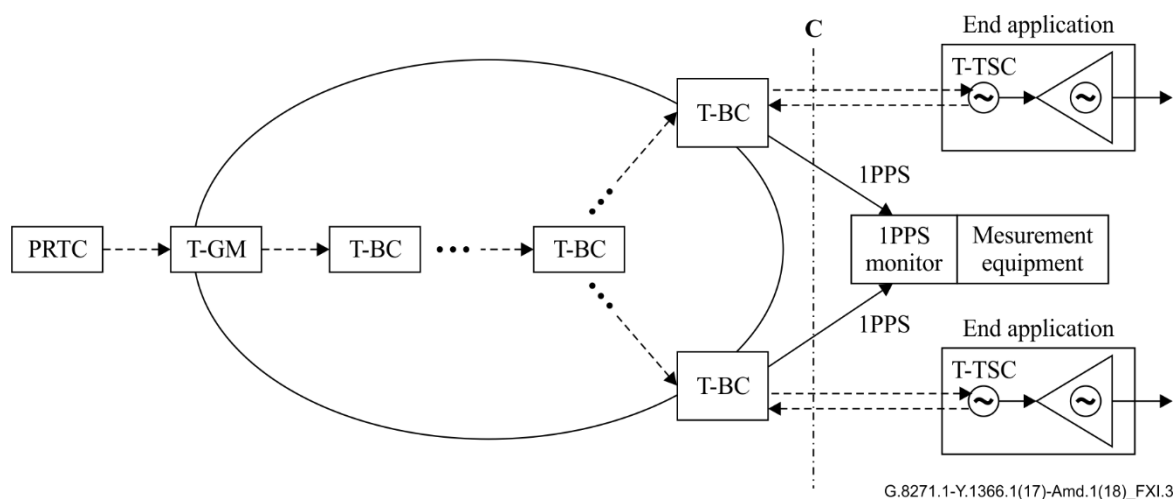 C
End application
T-TSC
T-BC
1PPS
PRTC
T-GM
T-BC
T-BC
1PPS
monitor
Mesurement
equipment
1PPS
End application
T-TSC
T-BC
G.8271.1-Y.1366.1(17)-Amd.1(18)_FXI.3